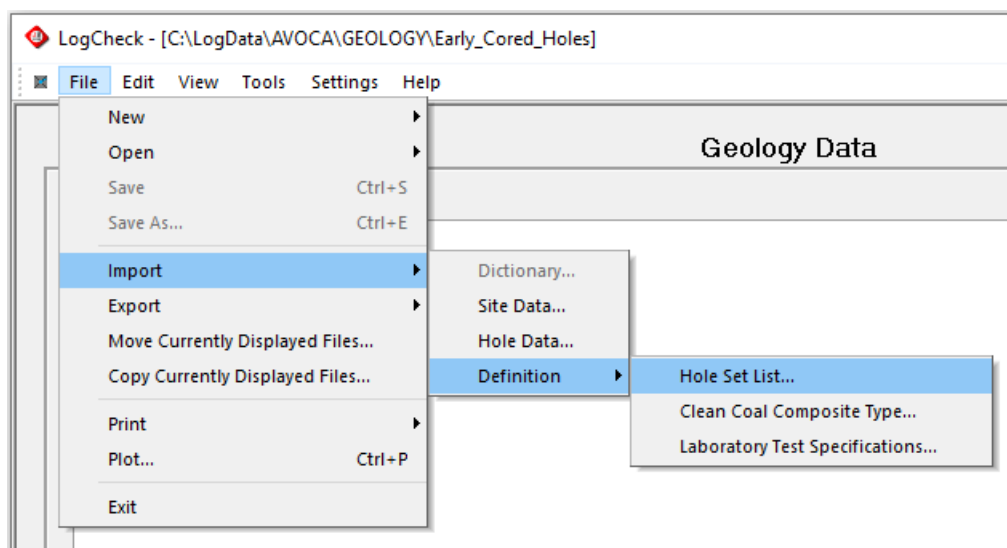 LogCheck - [C:\LogData\AVOCA\GEOLOGY\Early_Cored_Holes]
File Edit View Tools Settings Help
Geology Data
New
Open
Save Ctrl+S
Save As... Ctrl+E
Import
Export
Move Currently Displayed Files...
Copy Currently Displayed Files...
Print
Plot... Ctrl+P
Exit
Dictionary...
Site Data...
Hole Data...
Definition
Hole Set List...
Clean Coal Composite Type...
Laboratory Test Specifications...